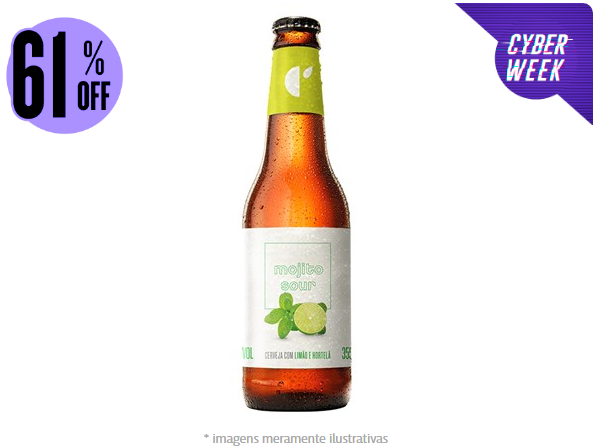 61% OFF
CYBER
WEEK
mojito
sour
VOL
CERVEJA COM LIMÃO E HORTELÃ
355
* imagens meramente ilustrativas